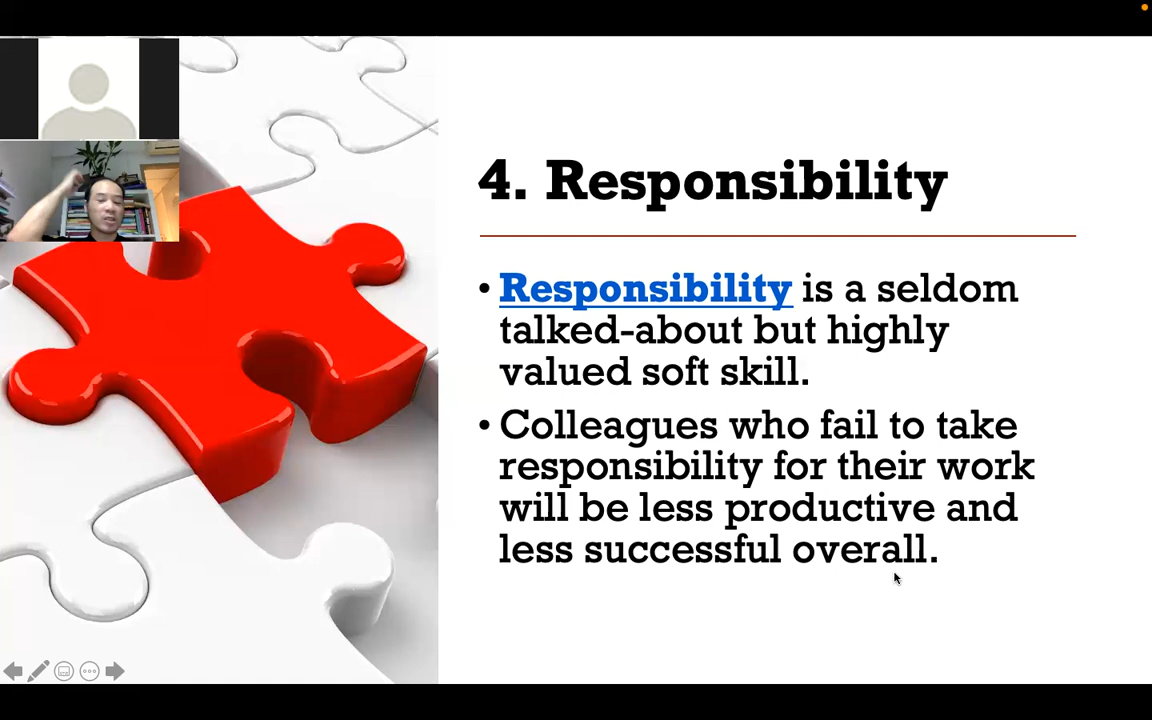 4. Responsibility
• Responsibility is a seldom
talked-about but highly
valued soft skill.
• Colleagues who fail to take
responsibility for their work
will be less productive and
less successful overall.